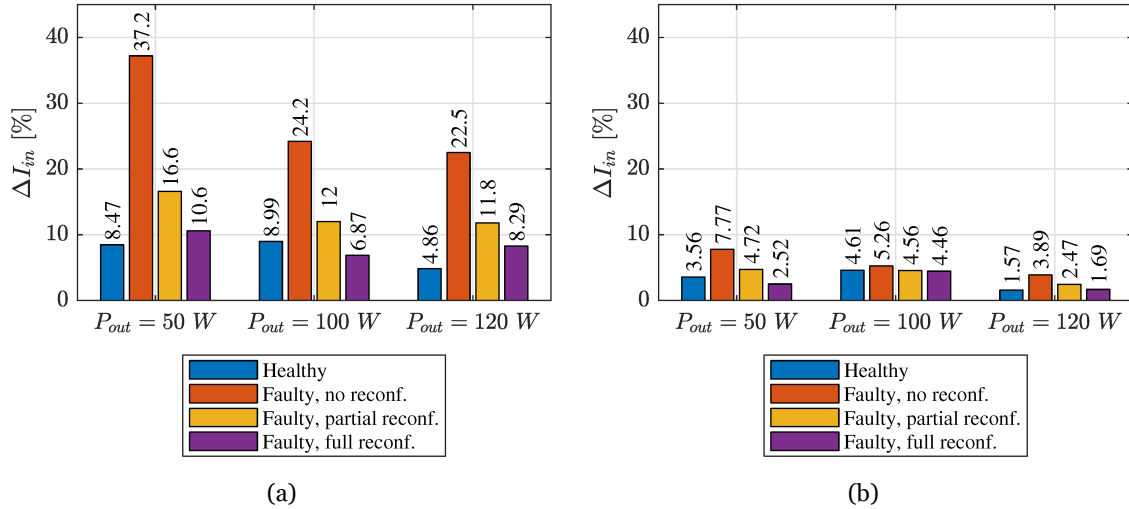 40
30
20
10
0
ΔI_in [%]
8.47
37.2
16.6
10.6
8.99
24.2
12
6.87
4.86
22.5
11.8
8.29
P_out = 50 W
P_out = 100 W
P_out = 120 W
Healthy
Faulty, no reconf.
Faulty, partial reconf.
Faulty, full reconf.
(a)
40
30
20
10
0
ΔI_in [%]
3.56
7.77
4.72
2.52
4.61
5.26
4.56
4.46
1.57
3.89
2.47
1.69
P_out = 50 W
P_out = 100 W
P_out = 120 W
Healthy
Faulty, no reconf.
Faulty, partial reconf.
Faulty, full reconf.
(b)